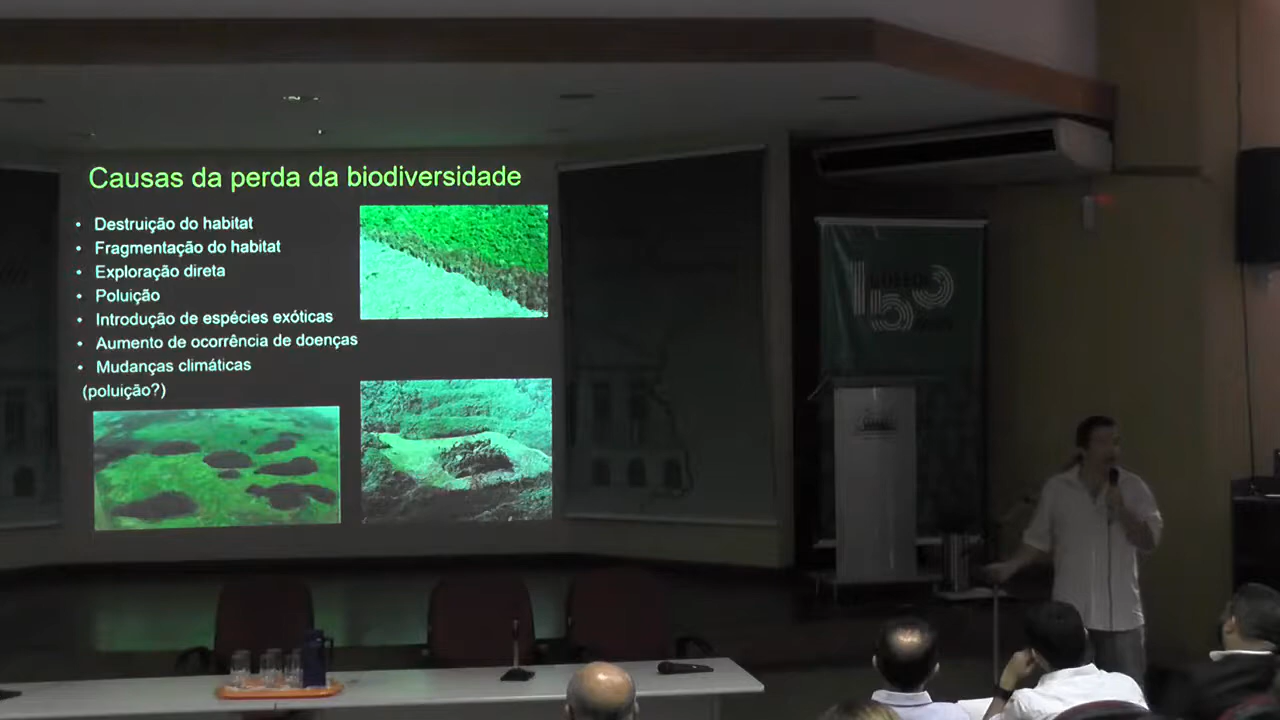 Causas da perda da biodiversidade
• Destruição do habitat
• Fragmentação do habitat
• Exploração direta
• Poluição
• Introdução de espécies exóticas
• Aumento de ocorrência de doenças
• Mudanças climáticas
(poluição?)
150